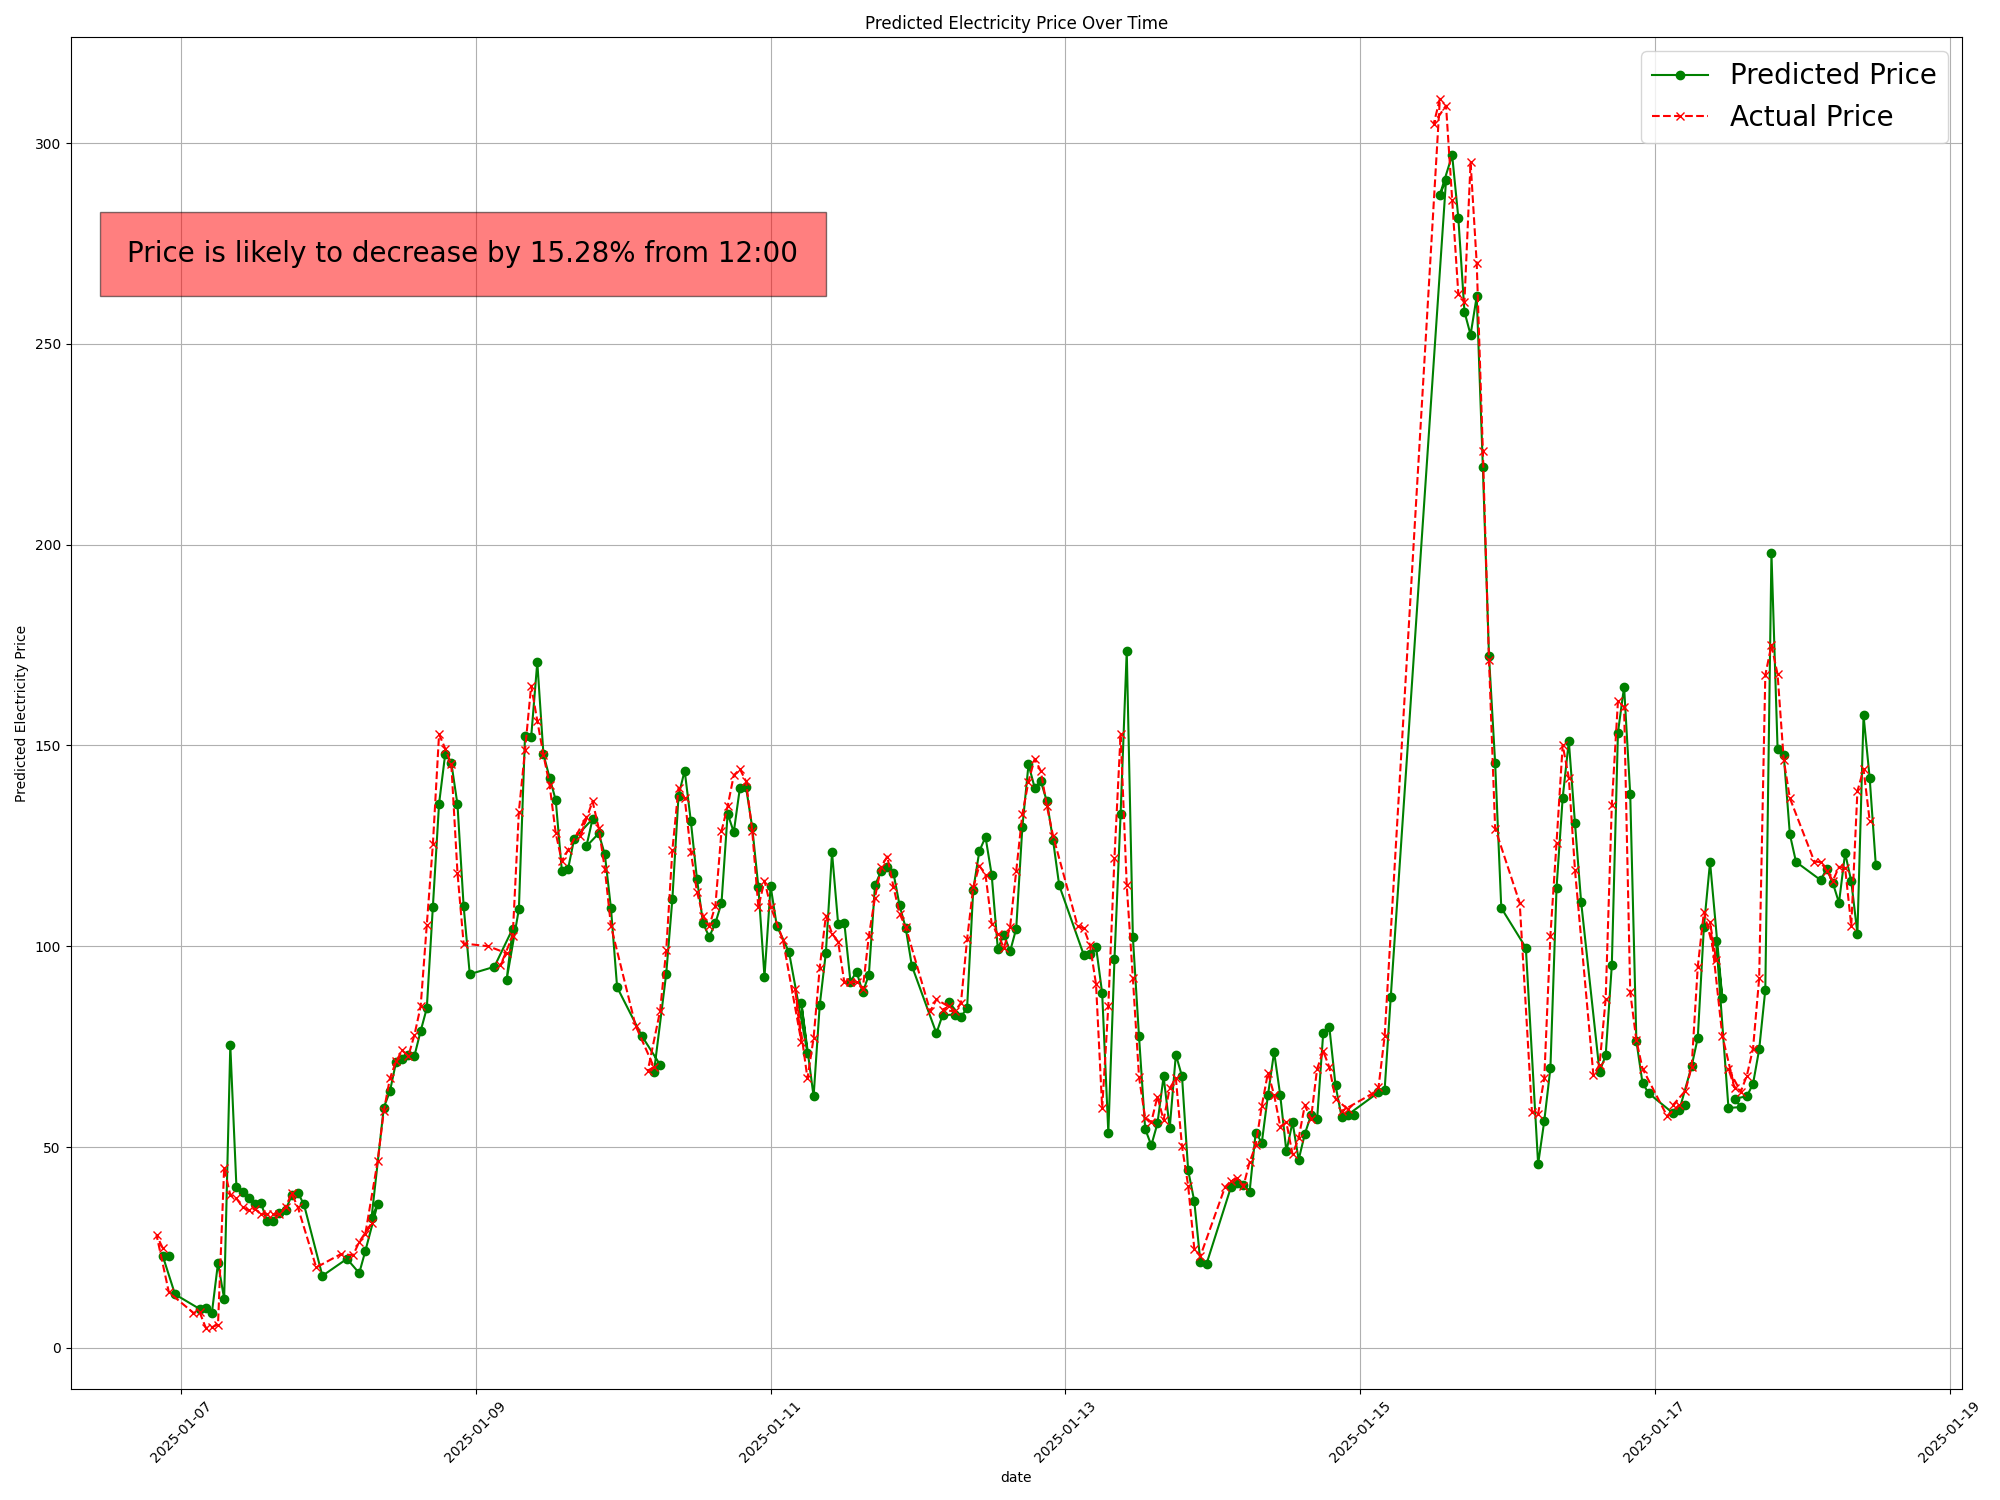 Predicted Electricity Price Over Time
Predicted Price
Actual Price
Price is likely to decrease by 15.28% from 12:00
Predicted Electricity Price
300
250
200
150
100
50
0
2025-01-07
2025-01-09
2025-01-11
2025-01-13
2025-01-15
2025-01-17
2025-01-19
date